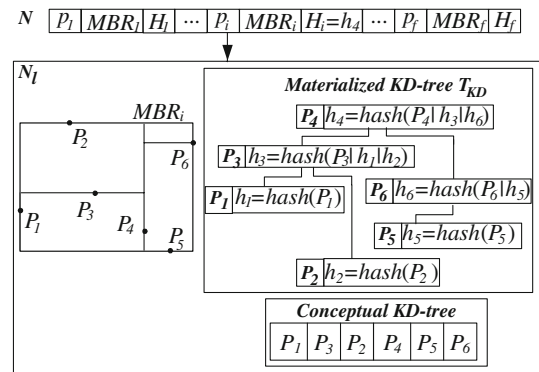 N p1 MBR1 H1 ... pi MBRi Hi=h4 ... pf MBRf Hf
Nl
Materialized KD-tree TKD
P4 h4=hash(P4|h3|h6)
P3 h3=hash(P3|h1|h2)
P1 h1=hash(P1)
P6 h6=hash(P6|h5)
P5 h5=hash(P5)
P2 h2=hash(P2)
MBRi
P2
P6
P3
P1
P4
P5
Conceptual KD-tree
P1 P3 P2 P4 P5 P6